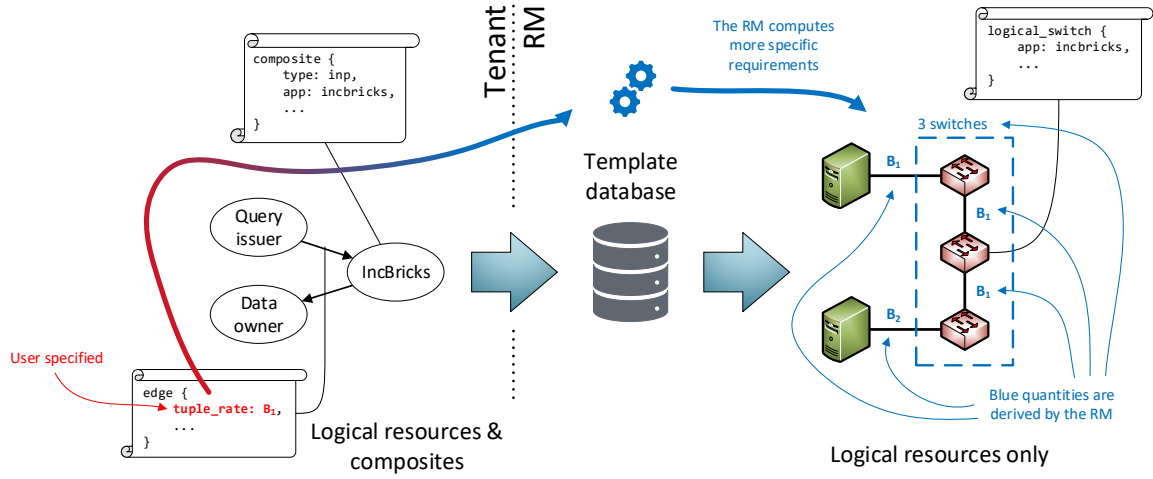 Tenant
RM
composite {
type: inp,
app: incbricks,
...
}
Query
issuer
IncBricks
Data
owner
User specified
edge {
tuple_rate: B₁,
...
}
Logical resources &
composites
Template
database
The RM computes
more specific
requirements
logical_switch {
app: incbricks,
...
}
3 switches
B₁
B₁
B₁
B₂
Blue quantities are
derived by the RM
Logical resources only